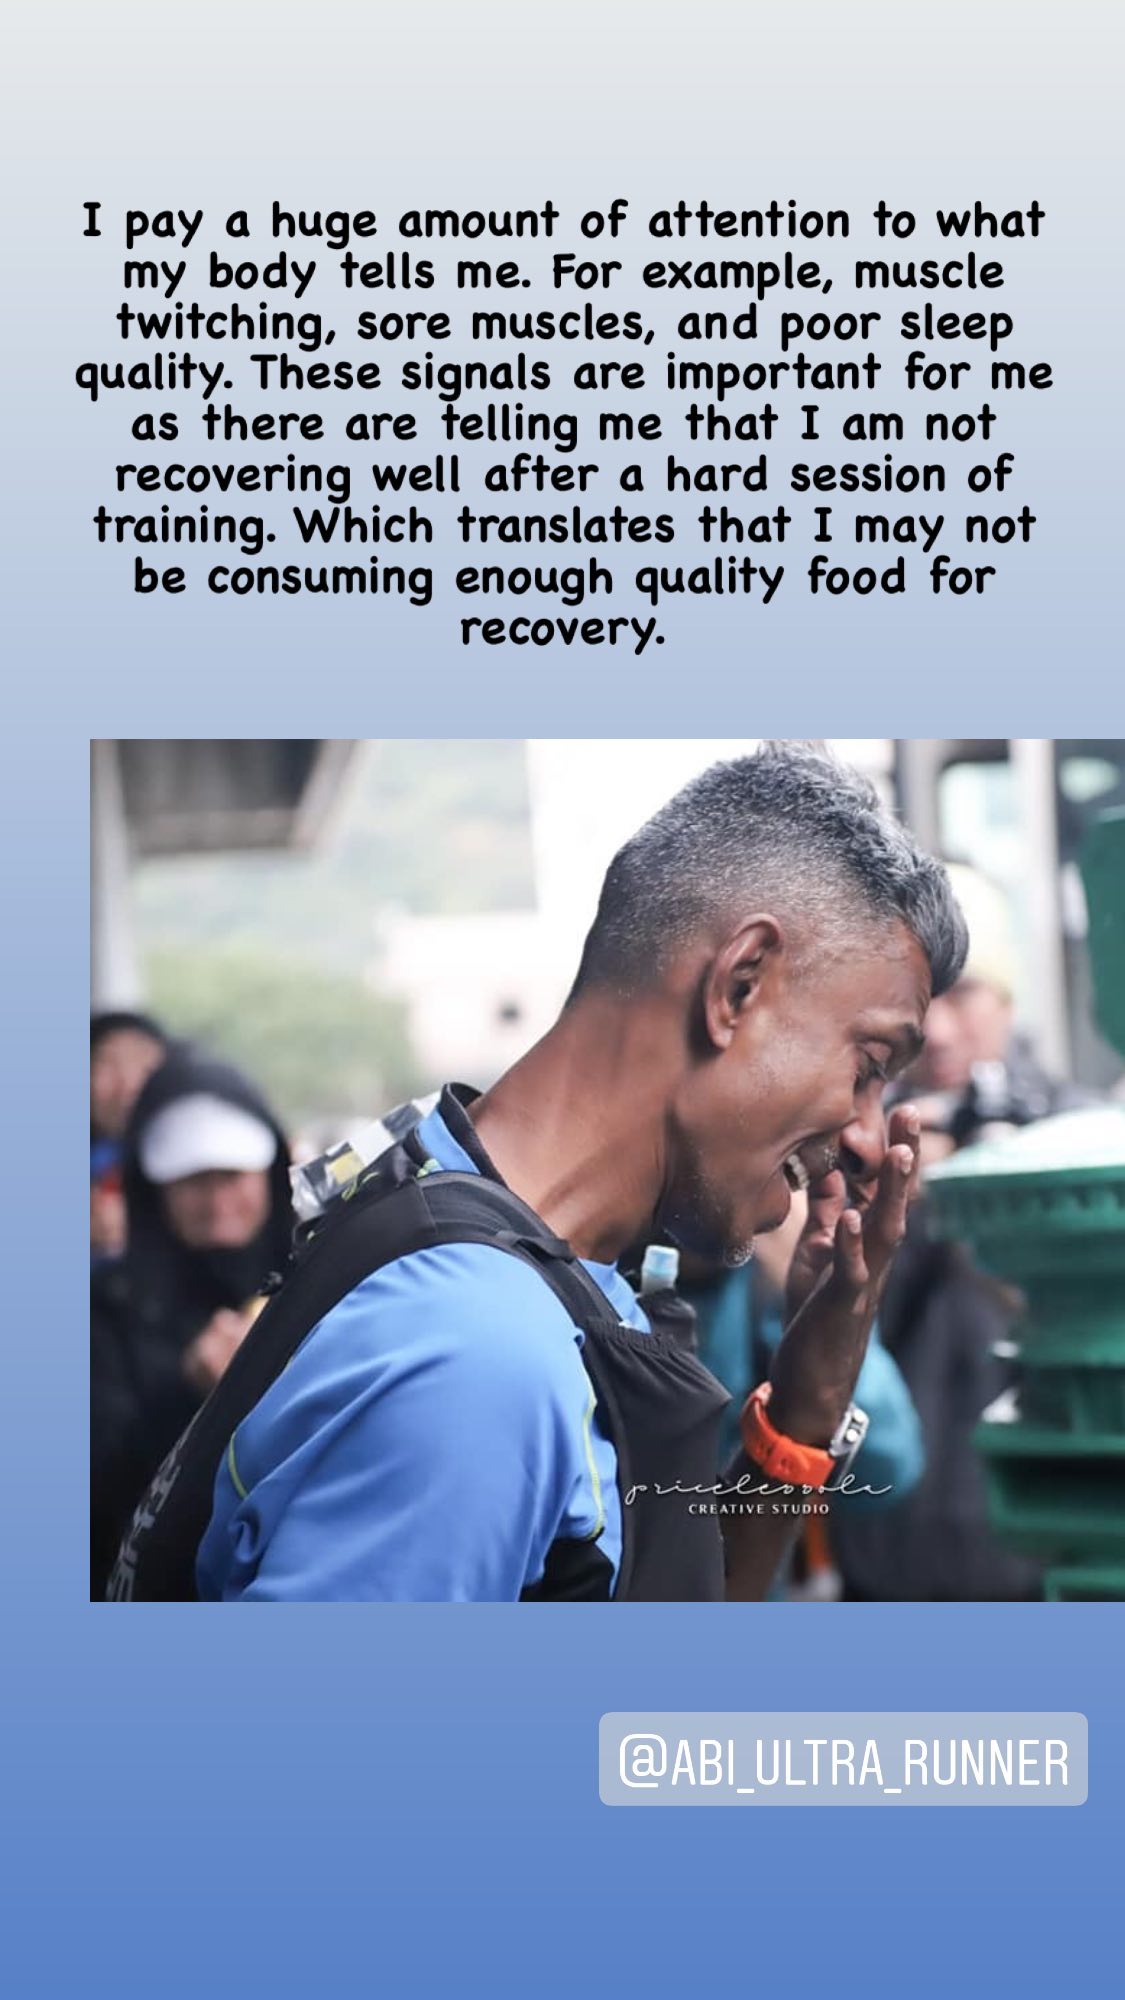 I pay a huge amount of attention to what
my body tells me. For example, muscle
twitching, sore muscles, and poor sleep
quality. These signals are important for me
as there are telling me that I am not
recovering well after a hard session of
training. Which translates that I may not
be consuming enough quality food for
recovery.
pricelessola
CREATIVE STUDIO
@ABI_ULTRA_RUNNER